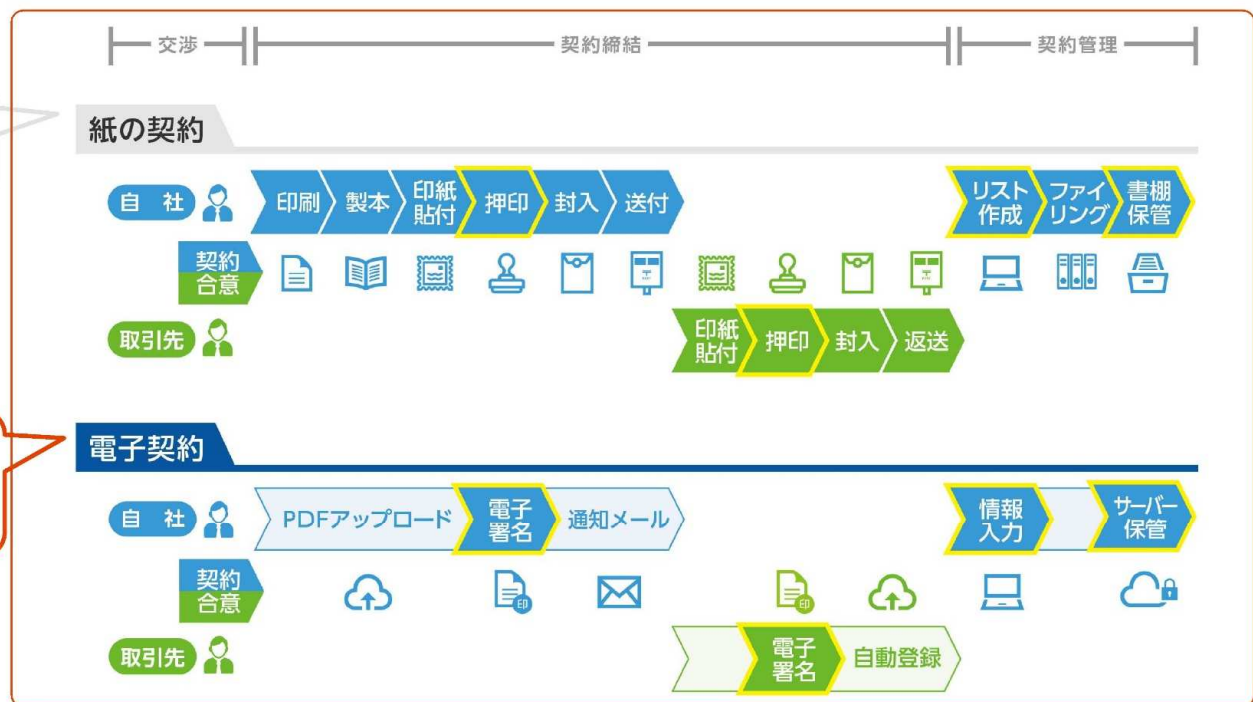 交渉 契約締結 契約管理
紙の契約
自社 印刷 製本 印紙貼付 押印 封入 送付 リスト作成 ファイリング 書棚保管
契約合意
取引先 印紙貼付 押印 封入 返送
電子契約
自社 PDFアップロード 電子署名 通知メール 情報入力 サーバー保管
契約合意
印 印
取引先 電子署名 自動登録